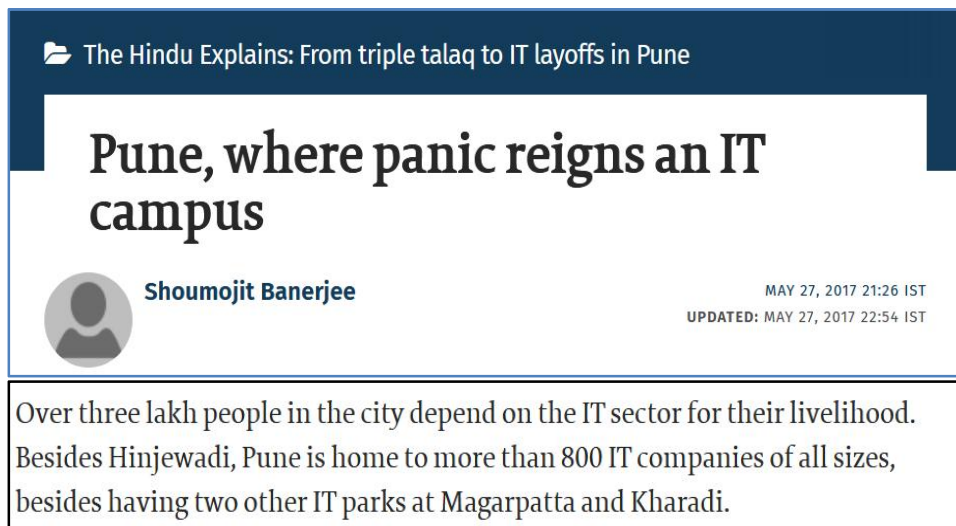 The Hindu Explains: From triple talaq to IT layoffs in Pune
Pune, where panic reigns an IT
campus
Shoumojit Banerjee
MAY 27, 2017 21:26 IST
UPDATED: MAY 27, 2017 22:54 IST
Over three lakh people in the city depend on the IT sector for their livelihood.
Besides Hinjewadi, Pune is home to more than 800 IT companies of all sizes,
besides having two other IT parks at Magarpatta and Kharadi.